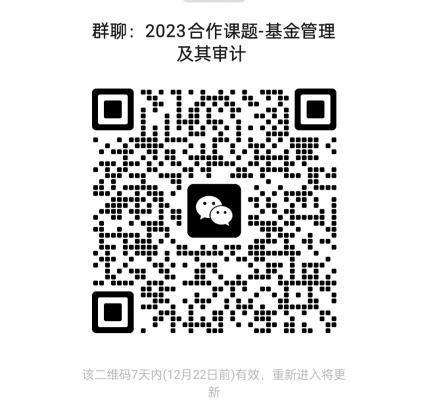 群聊：2023合作课题-基金管理
及其审计
该二维码7天内(12月22日前)有效，重新进入将更
新